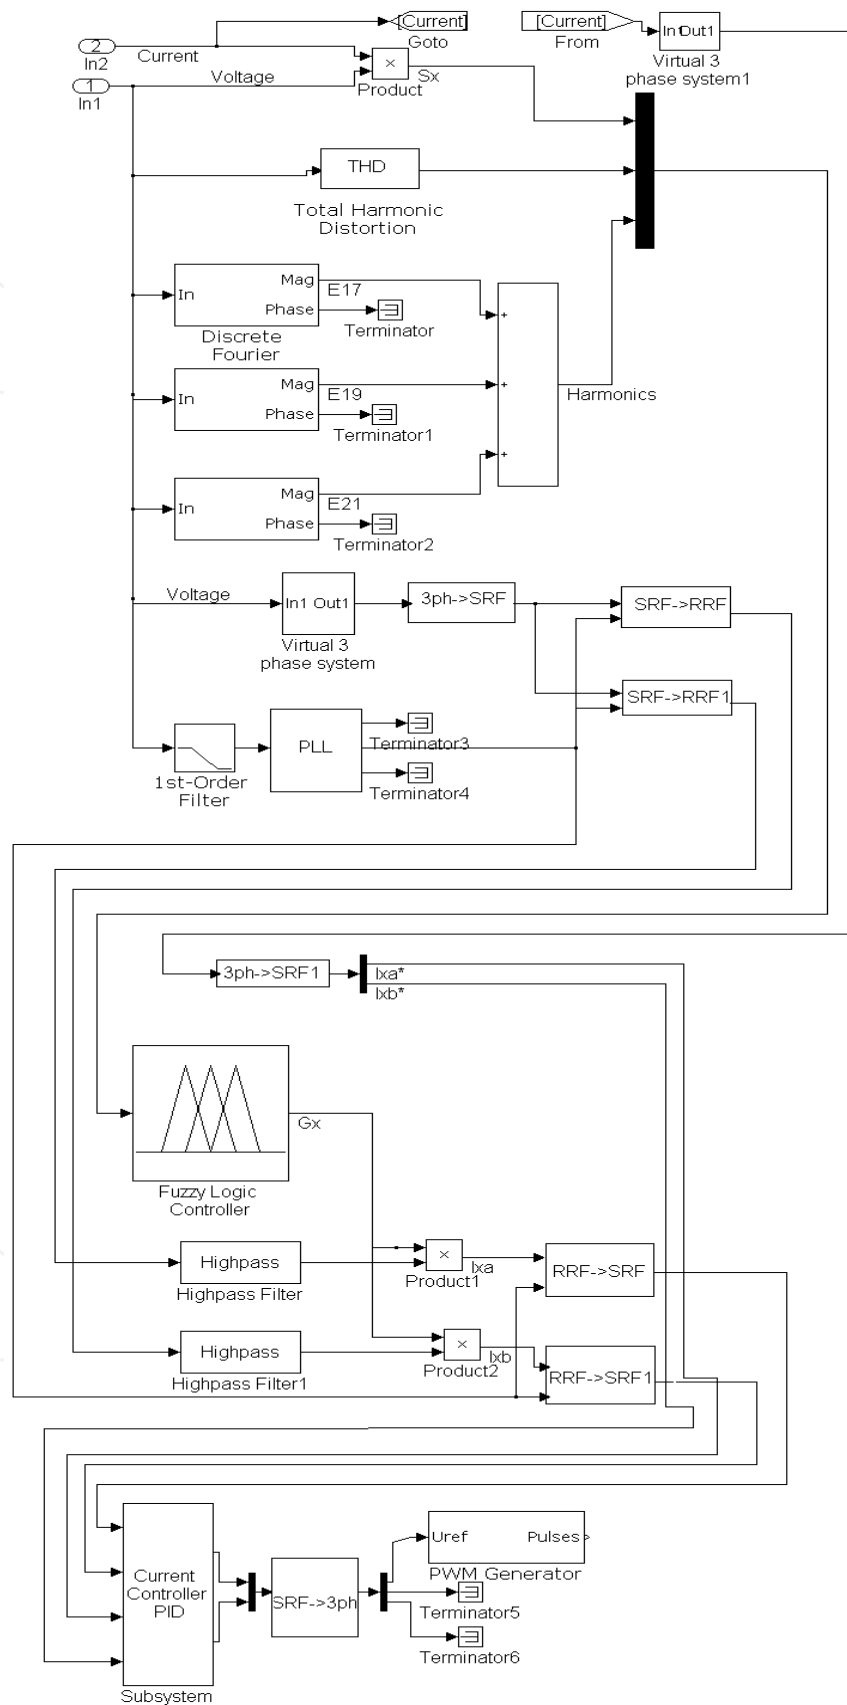 [Current]
Goto
[Current]
From
In1
Out1
Virtual 3
phase system1
2
In2
Current
×
Product
Sx
Voltage
1
In1
THD
Total Harmonic
Distortion
In
Mag
Phase
E17
Terminator
Discrete
Fourier
In
Mag
Phase
E19
Terminator1
+
+
+
Harmonics
In
Mag
Phase
E21
Terminator2
Voltage
In1 Out1
Virtual 3
phase system
3ph->SRF
SRF->RRF
SRF->RRF1
1st-Order
Filter
PLL
Terminator3
Terminator4
3ph->SRF1
Ixa*
Ixb*
Gx
Fuzzy Logic
Controller
Highpass
Highpass Filter
×
Product1
Ixa
RRF->SRF
Highpass
Highpass Filter1
×
Product2
Ixb
RRF->SRF1
Current
Controller
PID
Subsystem
SRF->3ph
Uref
Pulses
PWM Generator
Terminator5
Terminator6